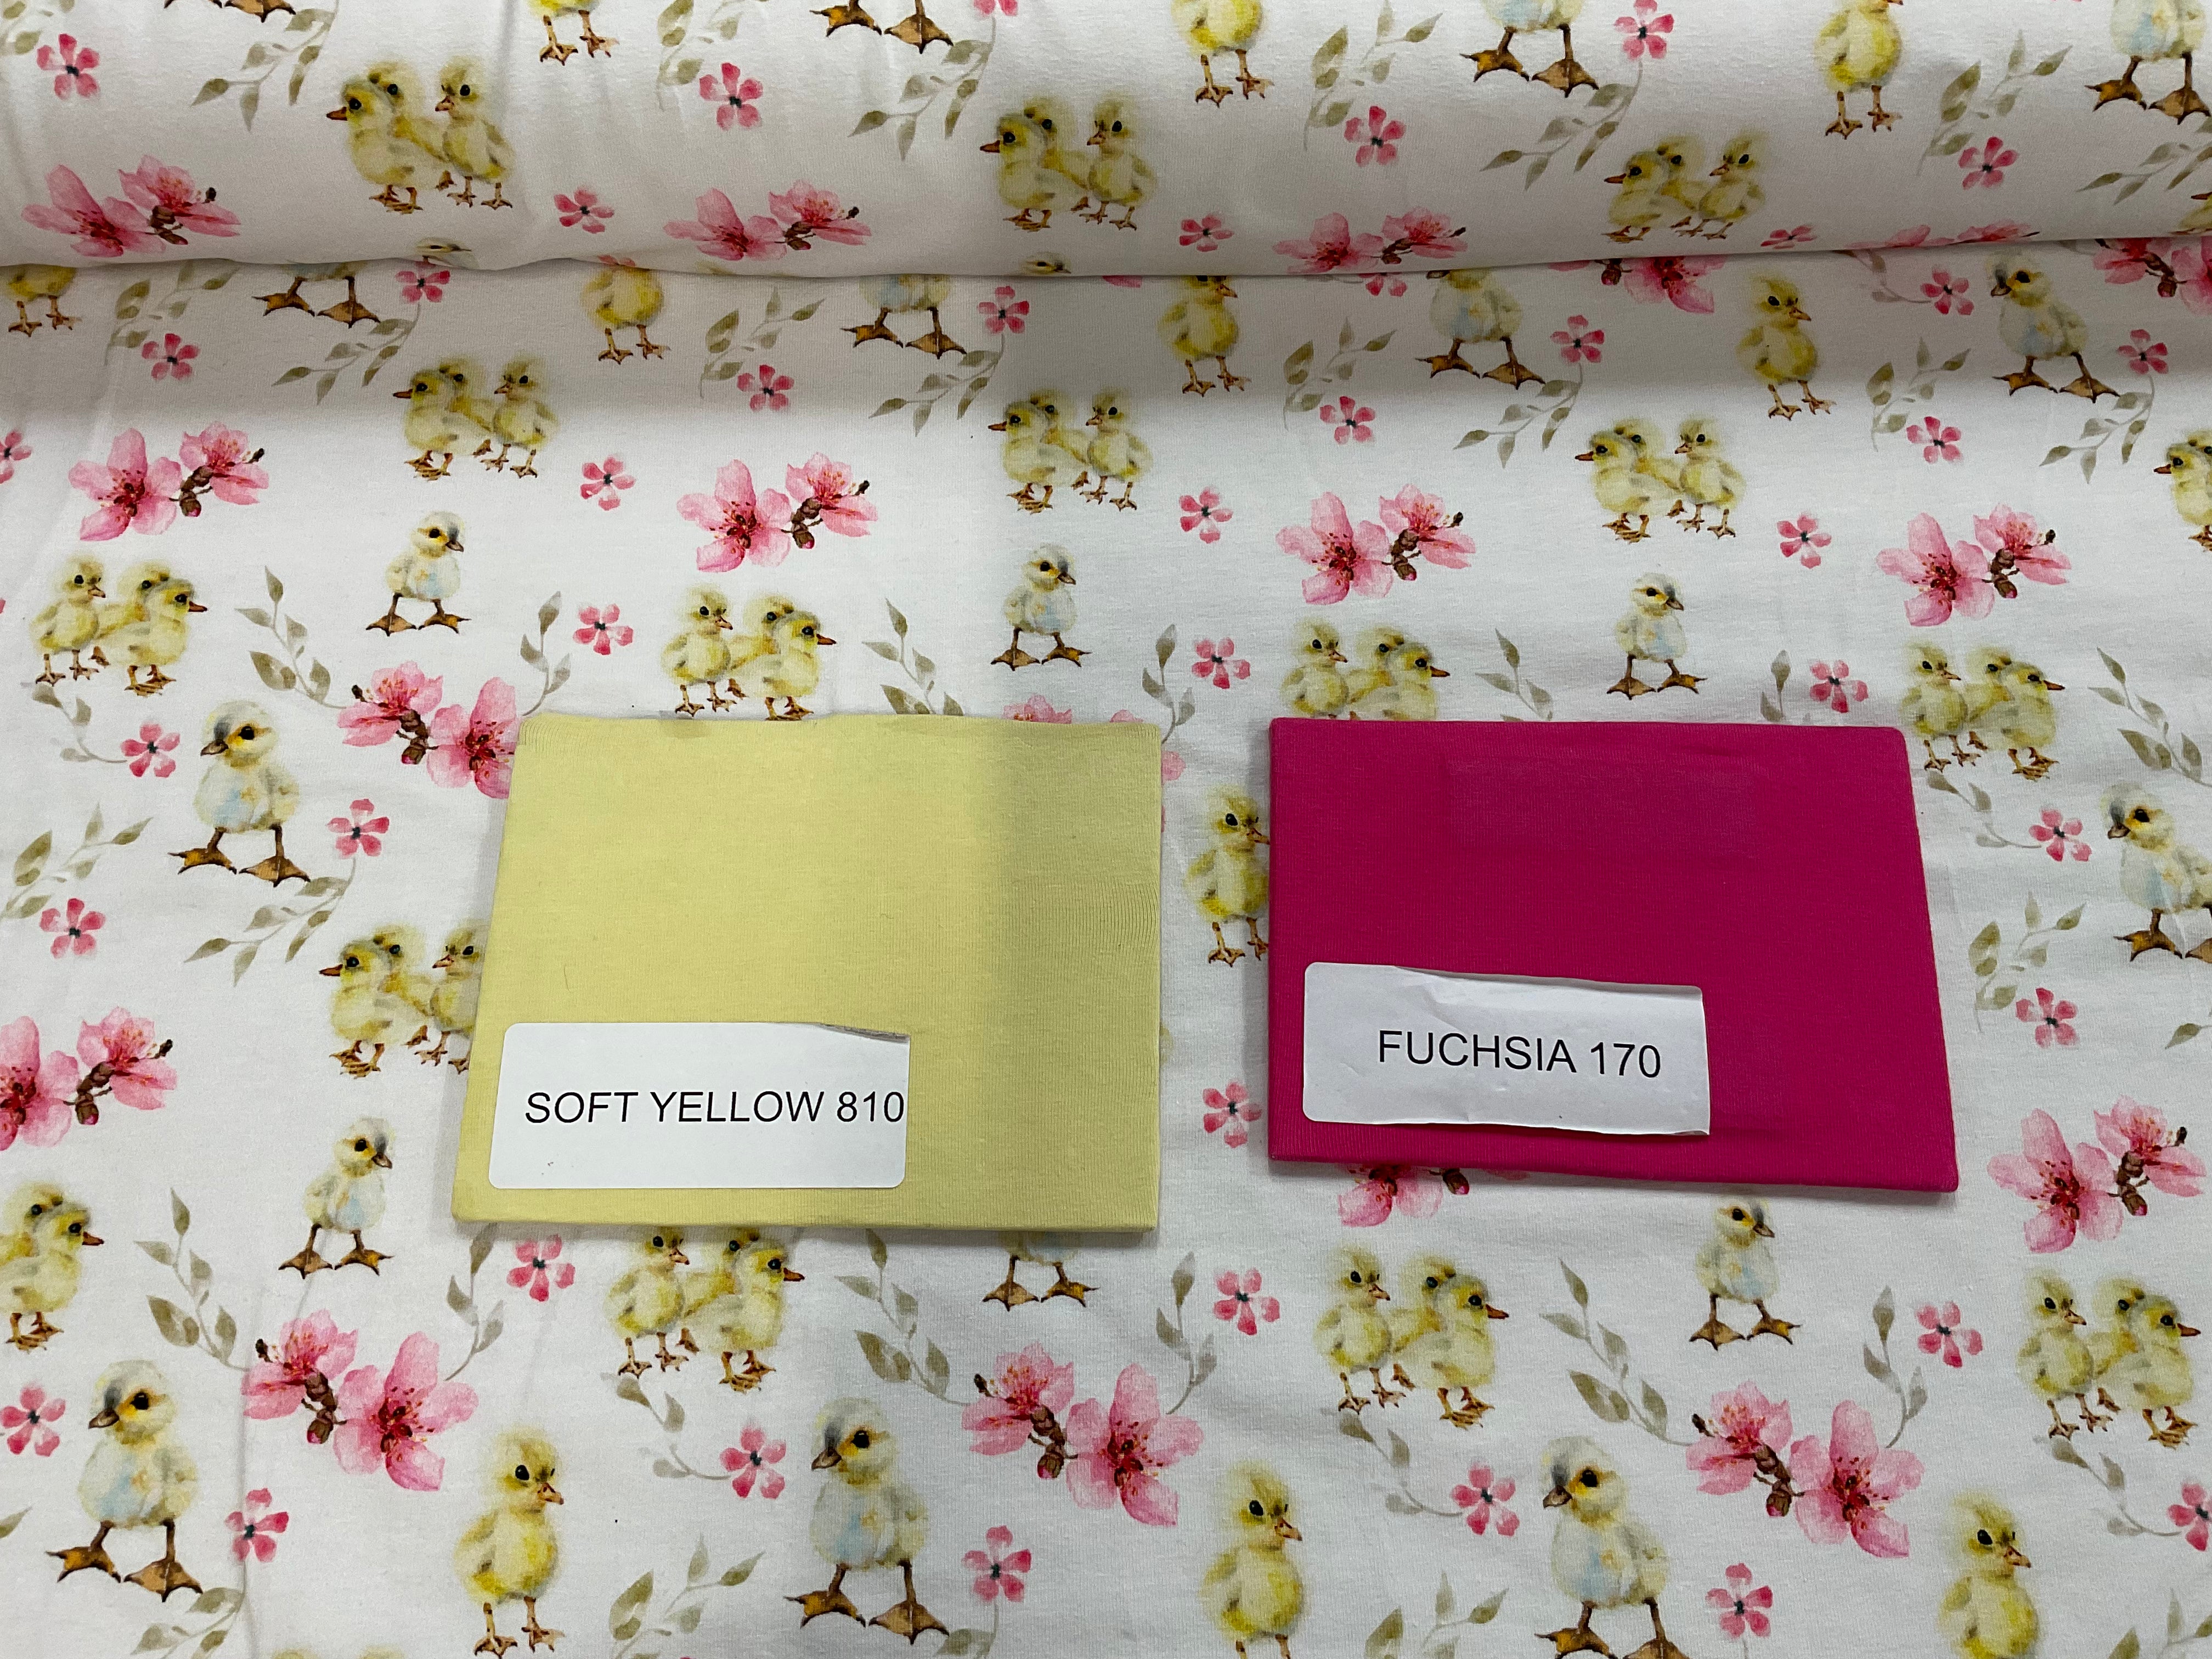 SOFT YELLOW 810
FUCHSIA 170